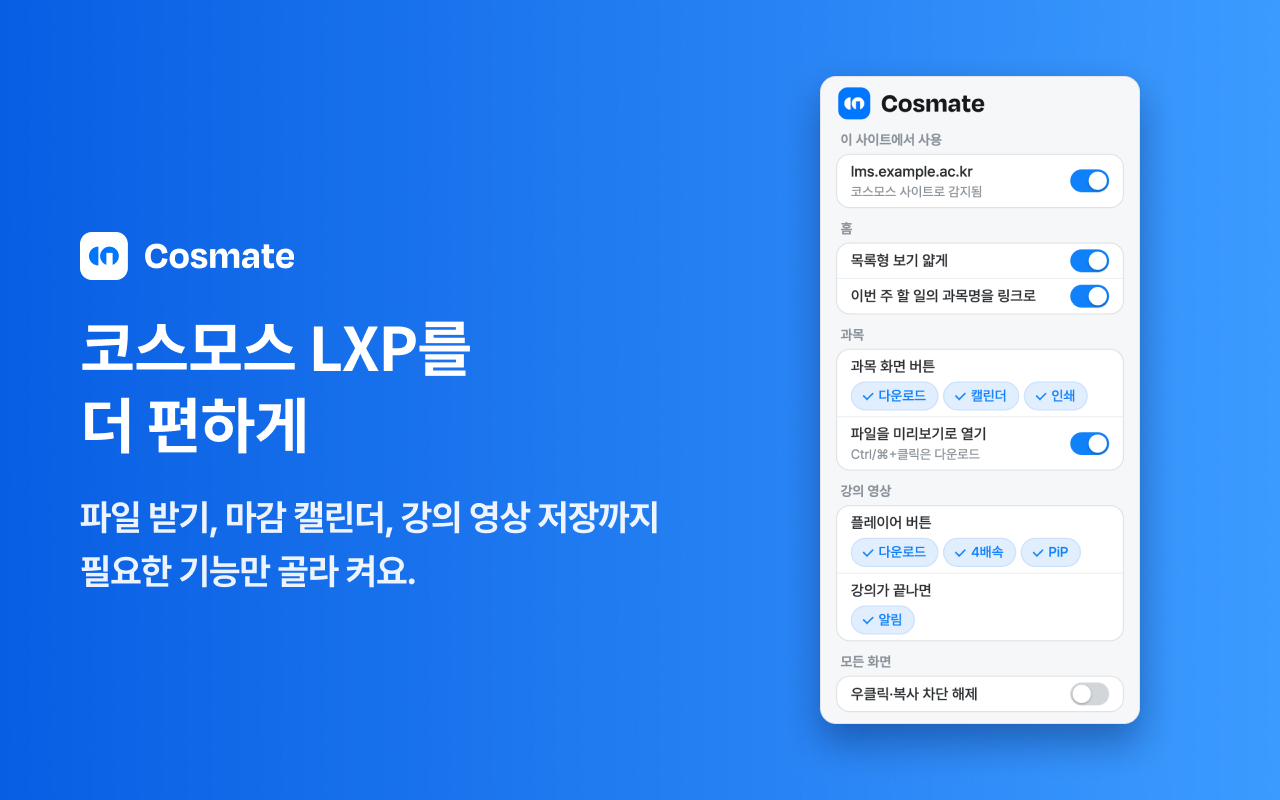 Cosmate
코스모스 LXP를
더 편하게
파일 받기, 마감 캘린더, 강의 영상 저장까지
필요한 기능만 골라 켜요.
Cosmate
이 사이트에서 사용
lms.example.ac.kr
코스모스 사이트로 감지됨
홈
목록형 보기 얇게
이번 주 할 일의 과목명을 링크로
과목
과목 화면 버튼
다운로드 캘린더 인쇄
파일을 미리보기로 열기
Ctrl/⌘+클릭은 다운로드
강의 영상
플레이어 버튼
다운로드 4배속 PiP
강의가 끝나면
알림
모든 화면
우클릭·복사 차단 해제